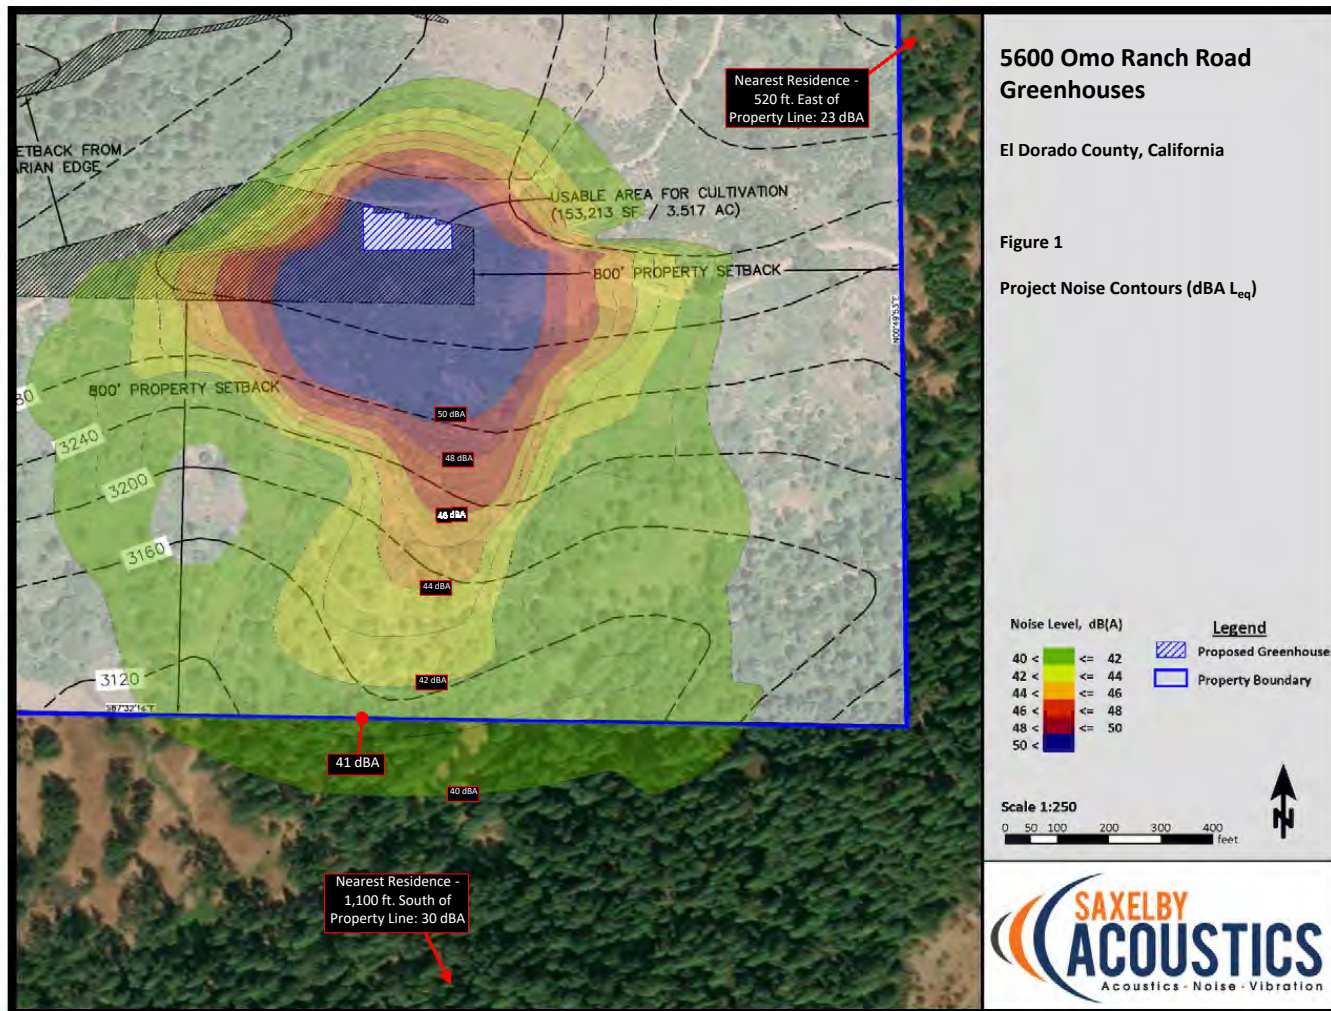 5600 Omo Ranch Road
Greenhouses
El Dorado County, California
Figure 1
Project Noise Contours (dBA Leq)
Nearest Residence -
520 ft. East of
Property Line: 23 dBA
ETBACK FROM
ARIAN EDGE
USABLE AREA FOR CULTIVATION
(153,213 SF / 3.517 AC)
800' PROPERTY SETBACK
800' PROPERTY SETBACK
80
3240
3200
3160
3120
50 dBA
48 dBA
44 dBA
42 dBA
S87°32'16"E
41 dBA
40 dBA
Nearest Residence -
1,100 ft. South of
Property Line: 30 dBA
Noise Level, dB(A)
40 < <= 42
42 < <= 44
44 < <= 46
46 < <= 48
48 < <= 50
50 <
Legend
Proposed Greenhouse
Property Boundary
Scale 1:250
0 50 100 200 300 400
feet
N
SAXELBY
ACOUSTICS
Acoustics - Noise - Vibration